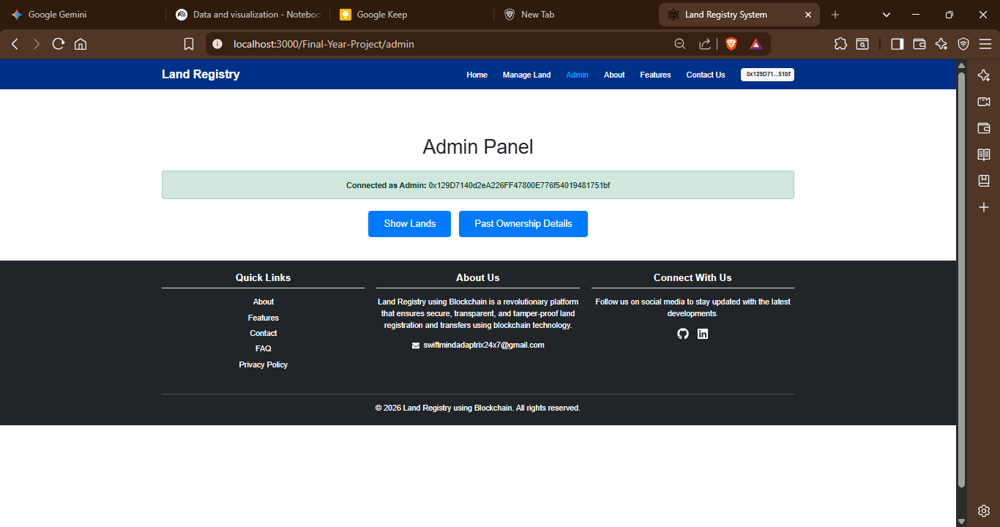 Google Gemini
Data and visualization - Noteboo
Google Keep
New Tab
Land Registry System
localhost:3000/Final-Year-Project/admin
Land Registry
Home
Manage Land
Admin
About
Features
Contact Us
0x129D71...51bf
Admin Panel
Connected as Admin: 0x129D7140d2eA226FF47800E776f54019481751bf
Show Lands
Past Ownership Details
Quick Links
About
Features
Contact
FAQ
Privacy Policy
About Us
Land Registry using Blockchain is a revolutionary platform
that ensures secure, transparent, and tamper-proof land
registration and transfers using blockchain technology.
swiftmindadaptrix24x7@gmail.com
Connect With Us
Follow us on social media to stay updated with the latest
developments.
© 2026 Land Registry using Blockchain. All rights reserved.